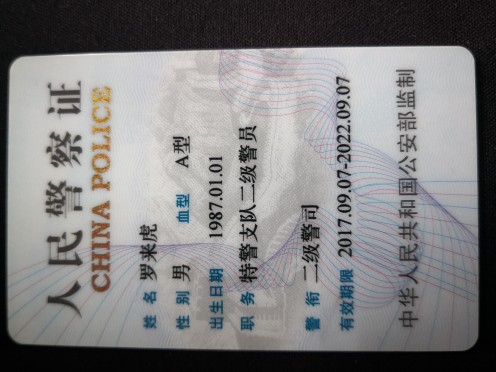 人民警察证
CHINA POLICE
姓 名 罗来虎
性 别 男 血型 A型
出生日期 1987.01.01
职 务 特警支队二级警员
警 衔 二级警司
有效期限 2017.09.07-2022.09.07
中华人民共和国公安部监制